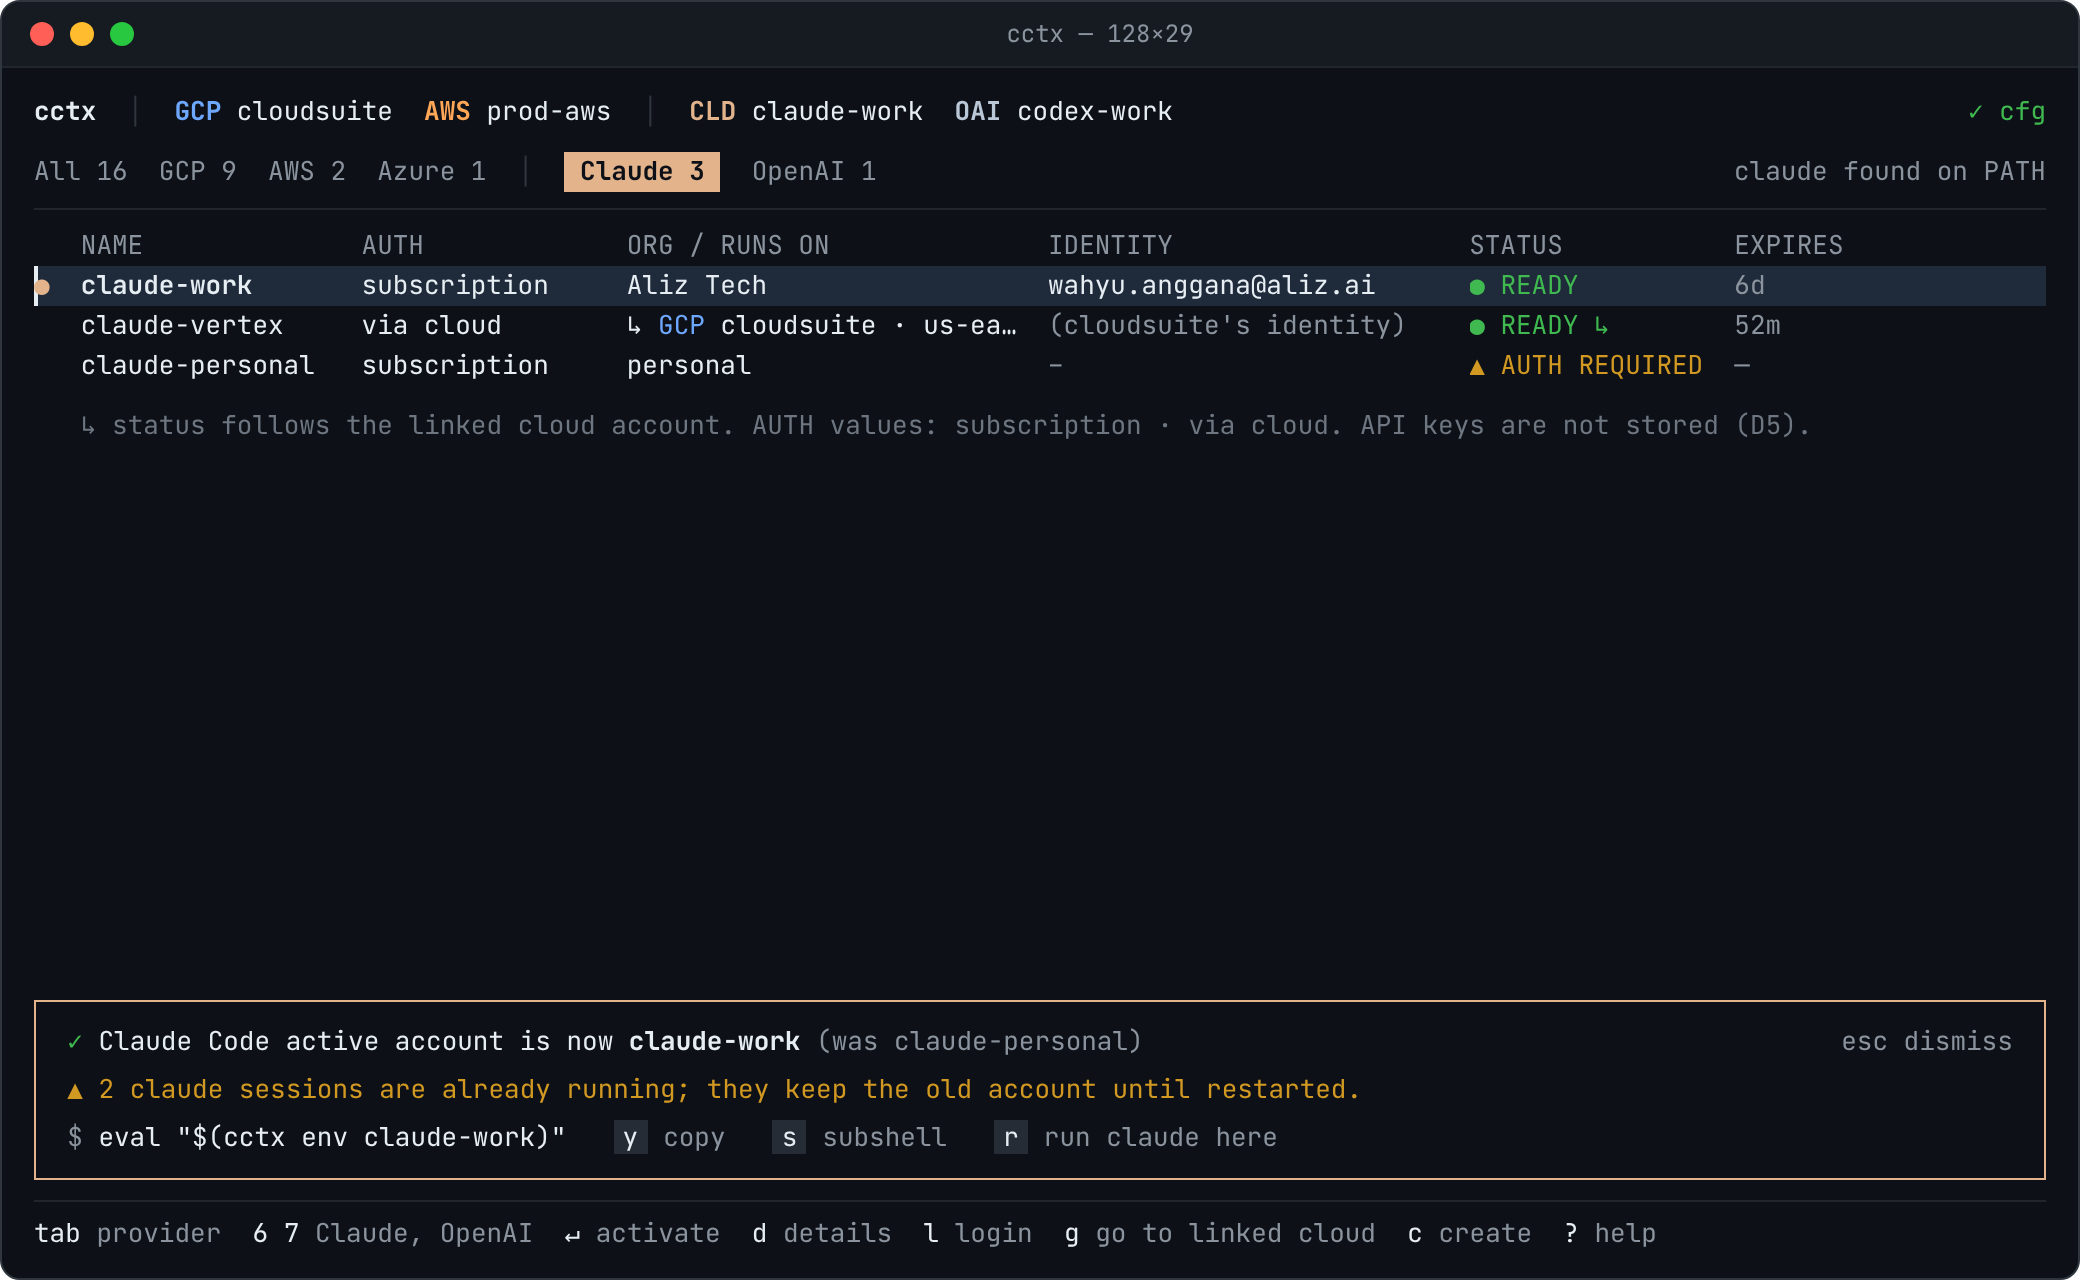 cctx — 128×29
cctx │ GCP cloudsuite AWS prod-aws │ CLD claude-work OAI codex-work ✓ cfg
All 16 GCP 9 AWS 2 Azure 1 │ Claude 3 OpenAI 1 claude found on PATH
NAME AUTH ORG / RUNS ON IDENTITY STATUS EXPIRES
● claude-work subscription Aliz Tech wahyu.anggana@aliz.ai ● READY 6d
claude-vertex via cloud ↳ GCP cloudsuite · us-ea… (cloudsuite's identity) ● READY ↳ 52m
claude-personal subscription personal – ▲ AUTH REQUIRED —
↳ status follows the linked cloud account. AUTH values: subscription · via cloud. API keys are not stored (D5).
✓ Claude Code active account is now claude-work (was claude-personal) esc dismiss
▲ 2 claude sessions are already running; they keep the old account until restarted.
$ eval "$(cctx env claude-work)" y copy s subshell r run claude here
tab provider 6 7 Claude, OpenAI ↵ activate d details l login g go to linked cloud c create ? help